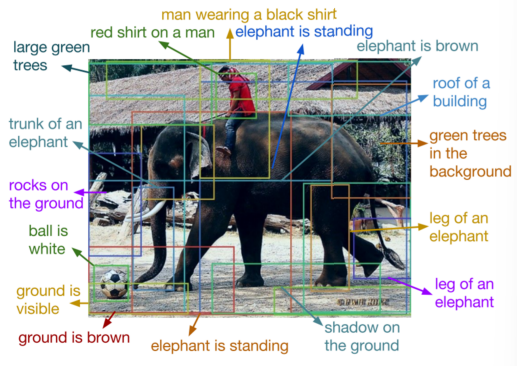 man wearing a black shirt
red shirt on a man
elephant is standing
large green
trees
elephant is brown
roof of a
building
trunk of an
elephant
green trees
in the
background
rocks on
the ground
leg of an
elephant
ball is
white
leg of an
elephant
ground is
visible
ground is brown
elephant is standing
shadow on
the ground